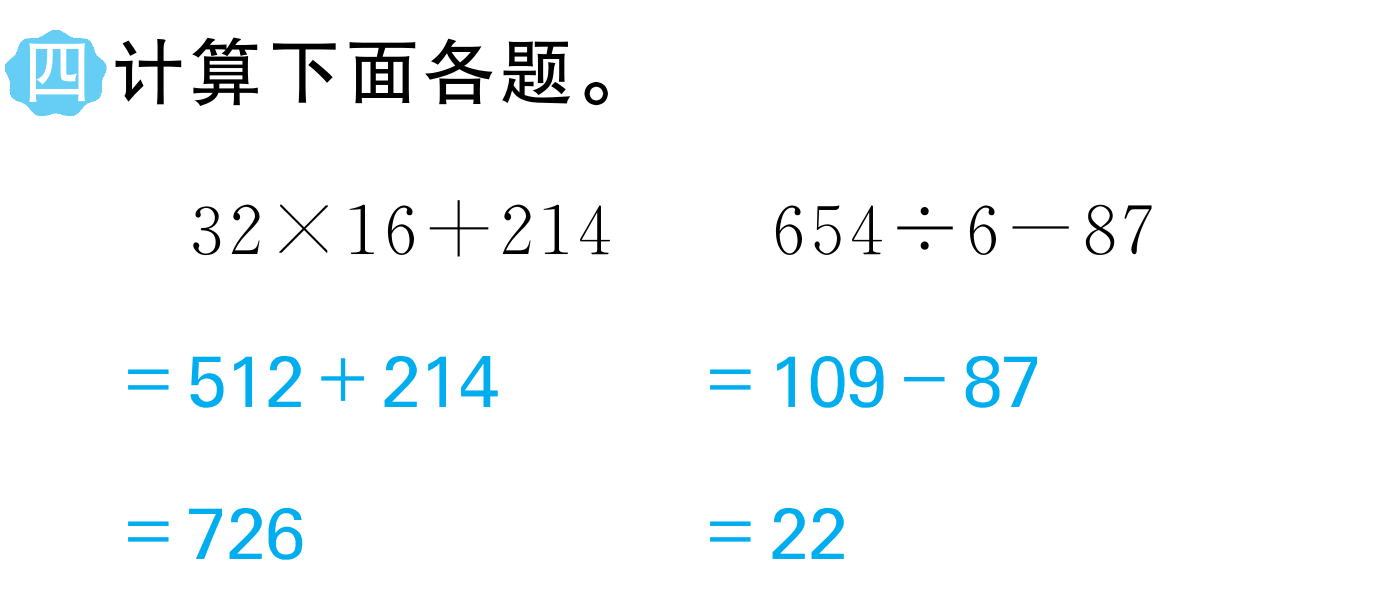 四 计算下面各题。
32×16+214 654÷6-87
=512+214 =109-87
=726 =22